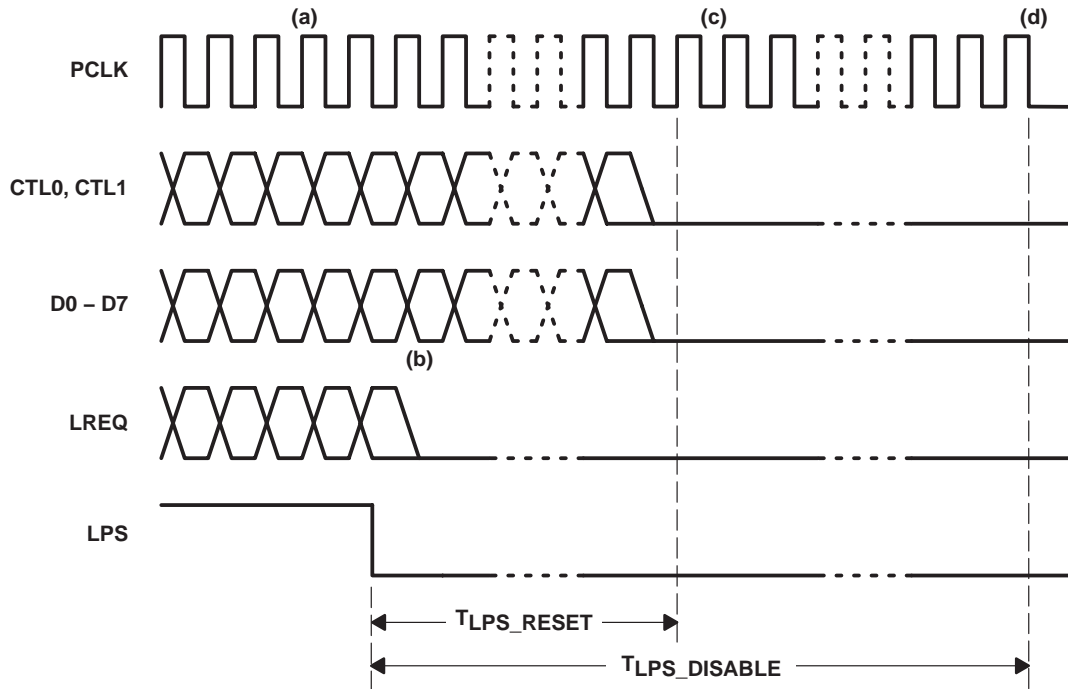 (a) (c) (d)
PCLK
CTL0, CTL1
D0 – D7
(b)
LREQ
LPS
TLPS_RESET
TLPS_DISABLE